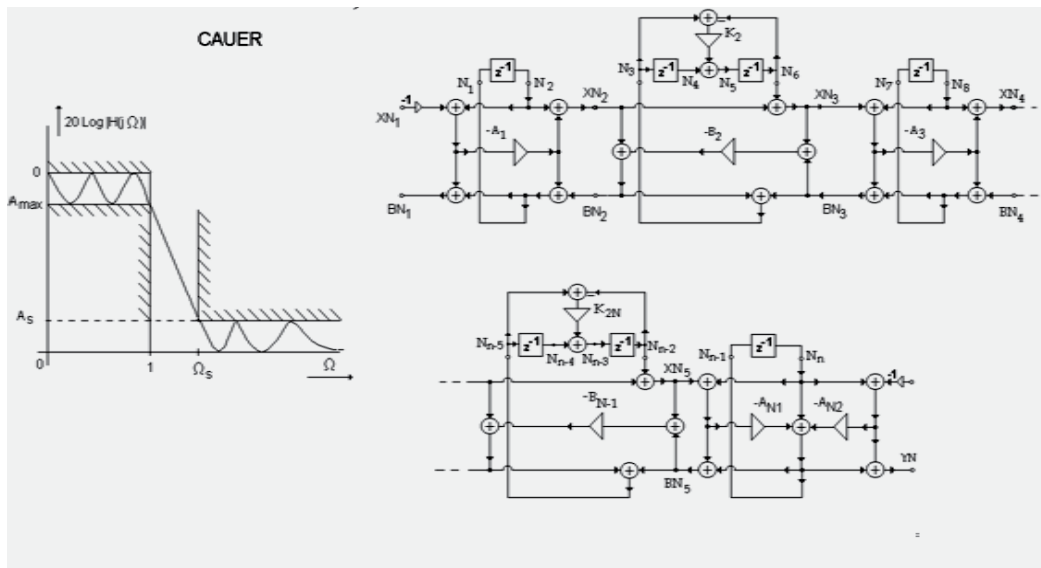 CAUER
20 Log |H(j Ω)|
0
Amax
As
0
1
Ωs
Ω
K2
N3
z-1
N4
N5
z-1
N6
N1
z-1
N2
N7
z-1
N8
-1
XN1
XN2
XN3
XN4
-A1
-B2
-A3
BN1
BN2
BN3
BN4
K2N
Nn-5
z-1
Nn-4
Nn-3
z-1
Nn-2
Nn-1
z-1
Nn
XN5
-1
-BN-1
-AN1
-AN2
BN5
YN
=